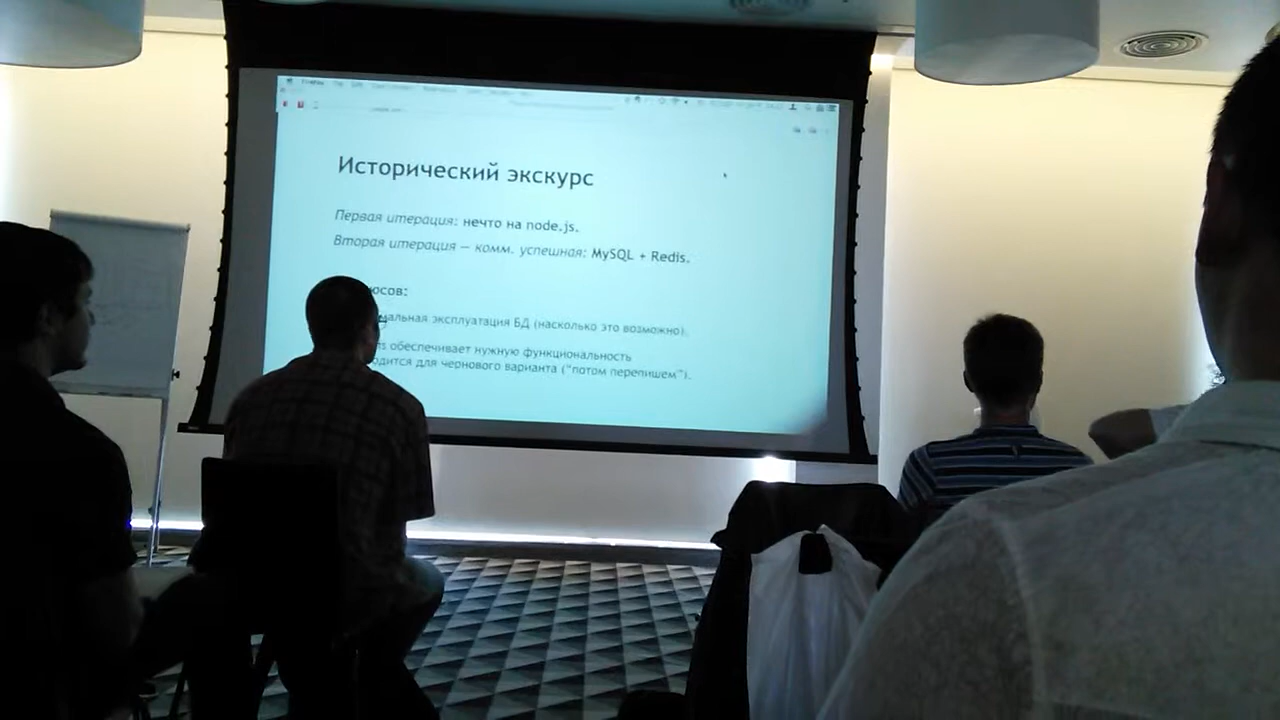 Исторический экскурс
Первая итерация: нечто на node.js.
Вторая итерация — комм. успешная: MySQL + Redis.
эксплуатация БД (насколько это возможно).
обеспечивает нужную функциональность
для чернового варианта ("потом перепишем").